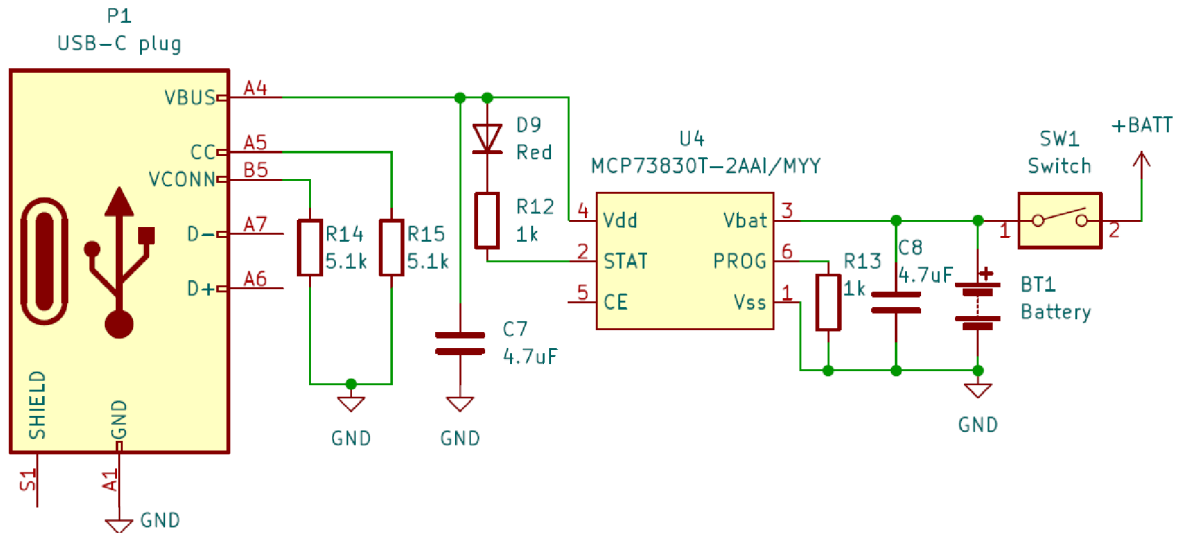 P1
USB-C plug
VBUS
A4
CC
A5
VCONN
B5
D-
A7
D+
A6
SHIELD
GND
S1
A1
GND
R14
5.1k
R15
5.1k
GND
D9
Red
R12
1k
C7
4.7uF
GND
U4
MCP73830T-2AAI/MYY
4
Vdd
Vbat
3
2
STAT
PROG
6
5
CE
Vss
1
R13
1k
C8
4.7uF
+
BT1
Battery
GND
SW1
Switch
1
2
+BATT